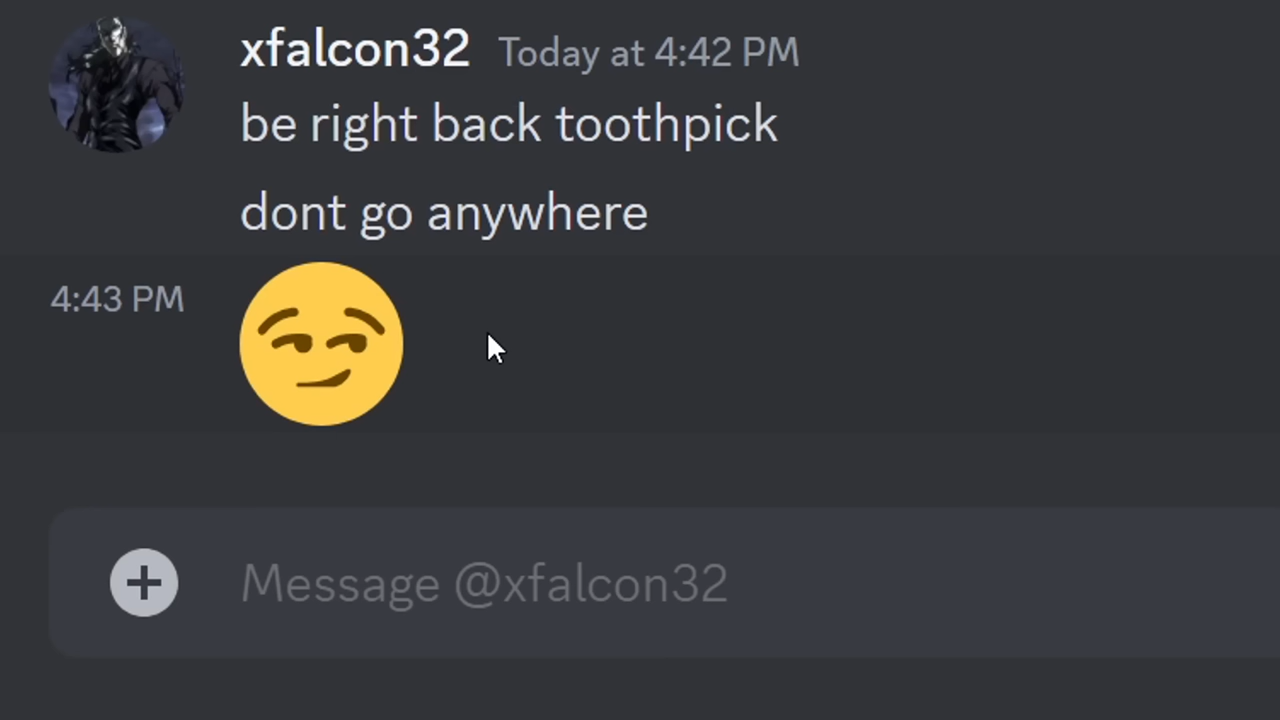 xfalcon32 Today at 4:42 PM
be right back toothpick
dont go anywhere
4:43 PM
Message @xfalcon32